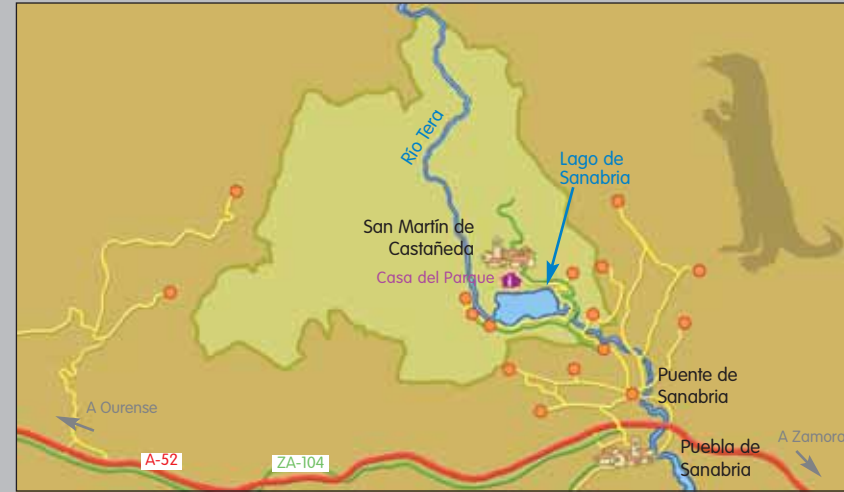 Río Tera
Lago de
Sanabria
San Martín de
Castañeda
Casa del Parque
Puente de
Sanabria
A Ourense
A Zamora
Puebla de
Sanabria
A-52
ZA-104